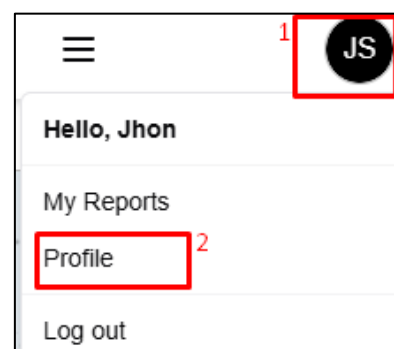 1 JS
Hello, Jhon
My Reports
Profile 2
Log out